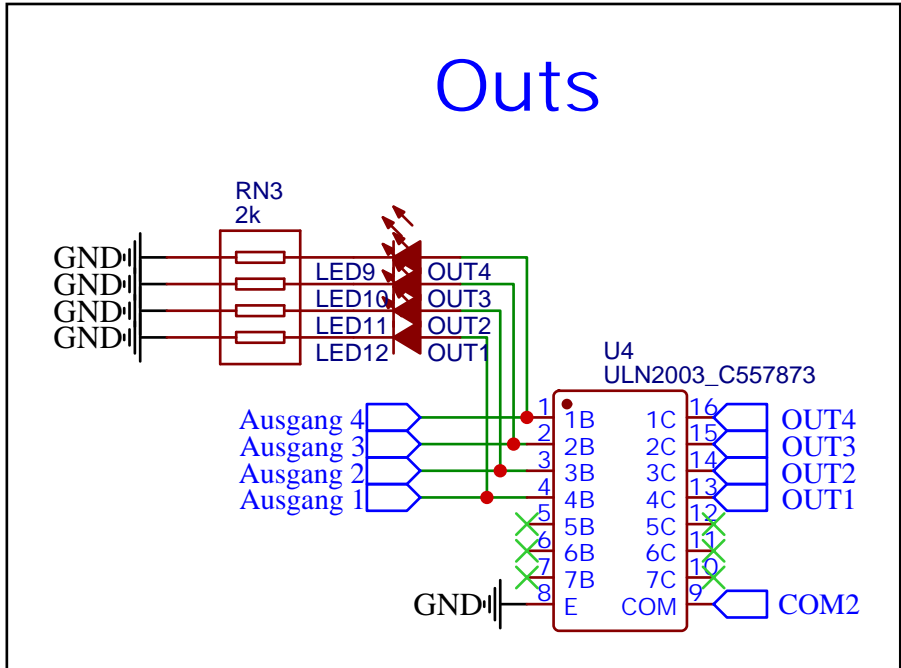 Outs
RN3
2k
GND
GND
GND
GND
LED9 OUT4
LED10 OUT3
LED11 OUT2
LED12 OUT1
U4
ULN2003_C557873
Ausgang 4 1 1B 1C 16 OUT4
Ausgang 3 2 2B 2C 15 OUT3
Ausgang 2 3 3B 3C 14 OUT2
Ausgang 1 4 4B 4C 13 OUT1
5 5B 5C 12
6 6B 6C 11
7 7B 7C 10
GND 8 E COM 9 COM2